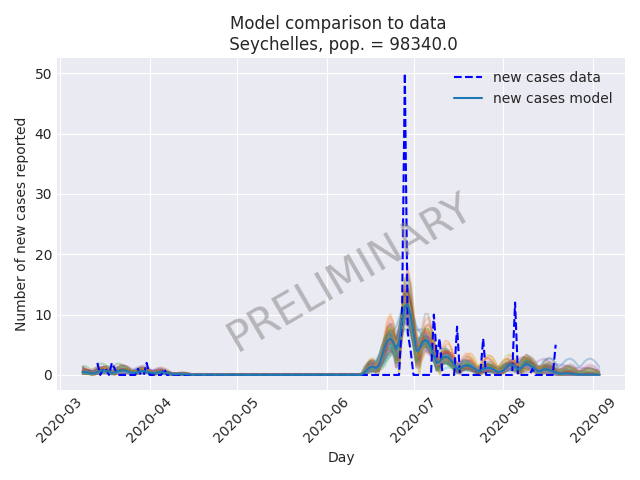 Model comparison to data
Seychelles, pop. = 98340.0
new cases data
new cases model
Number of new cases reported
50
40
30
20
10
0
PRELIMINARY
2020-03
2020-04
2020-05
2020-06
2020-07
2020-08
2020-09
Day